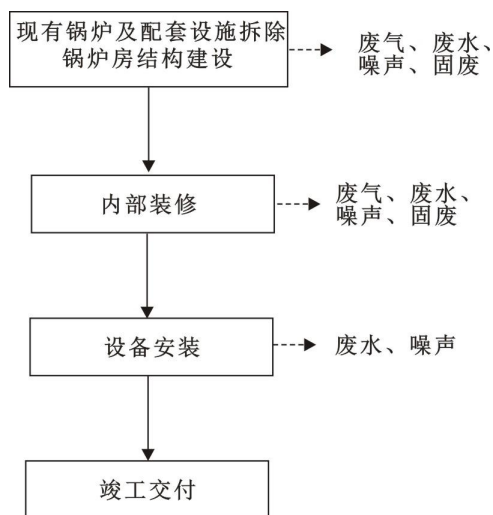 现有锅炉及配套设施拆除
锅炉房结构建设
废气、废水、
噪声、固废
内部装修
废气、废水、
噪声、固废
设备安装
废水、噪声
竣工交付